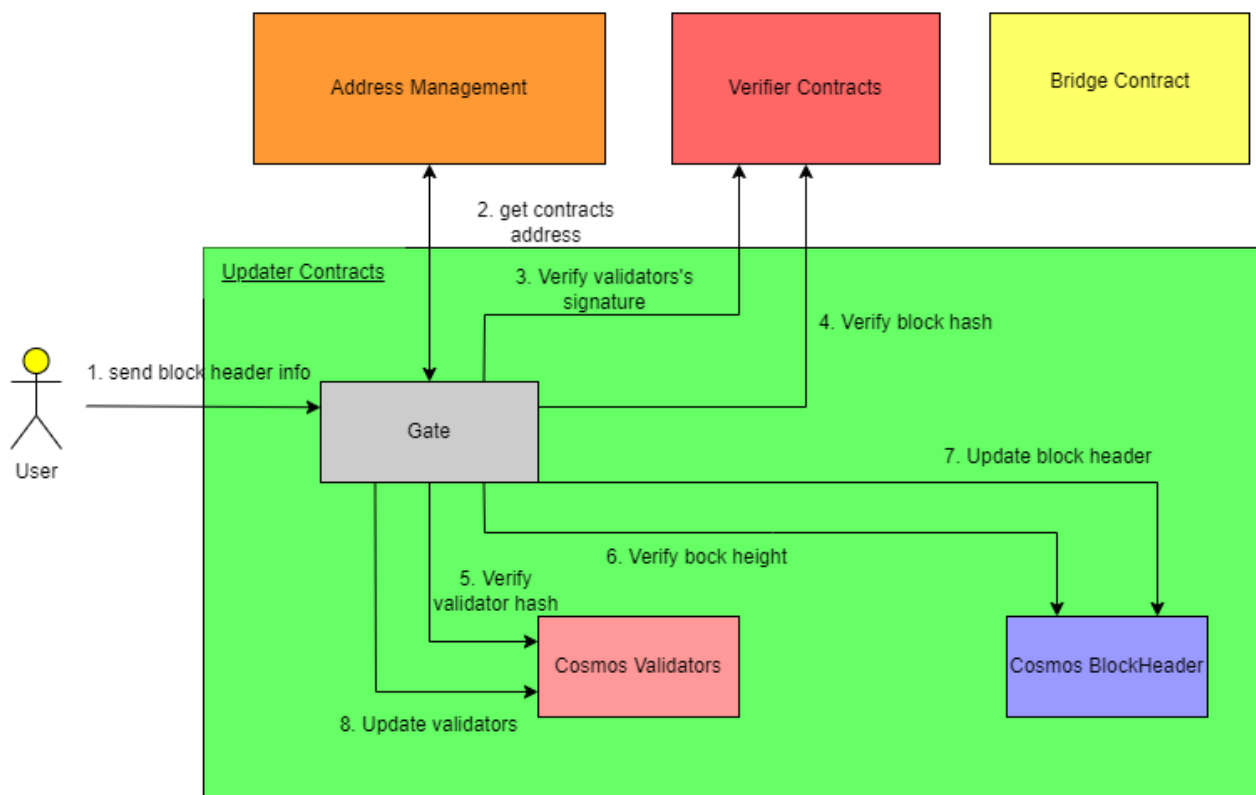 Address Management
Verifier Contracts
Bridge Contract
2. get contracts
address
Updater Contracts
3. Verify validators's
signature
4. Verify block hash
1. send block header info
Gate
User
7. Update block header
6. Verify bock height
5. Verify
validator hash
Cosmos Validators
Cosmos BlockHeader
8. Update validators